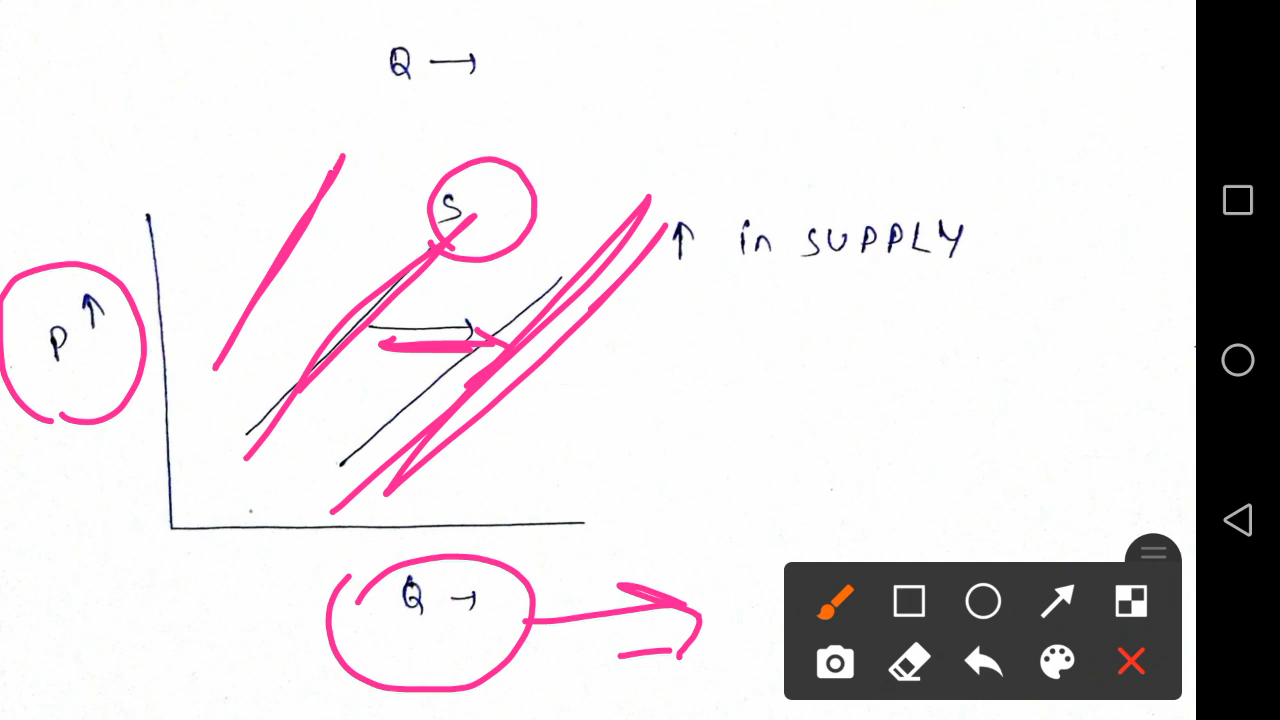 Q →
S
↑ in SUPPLY
P ↑
Q →